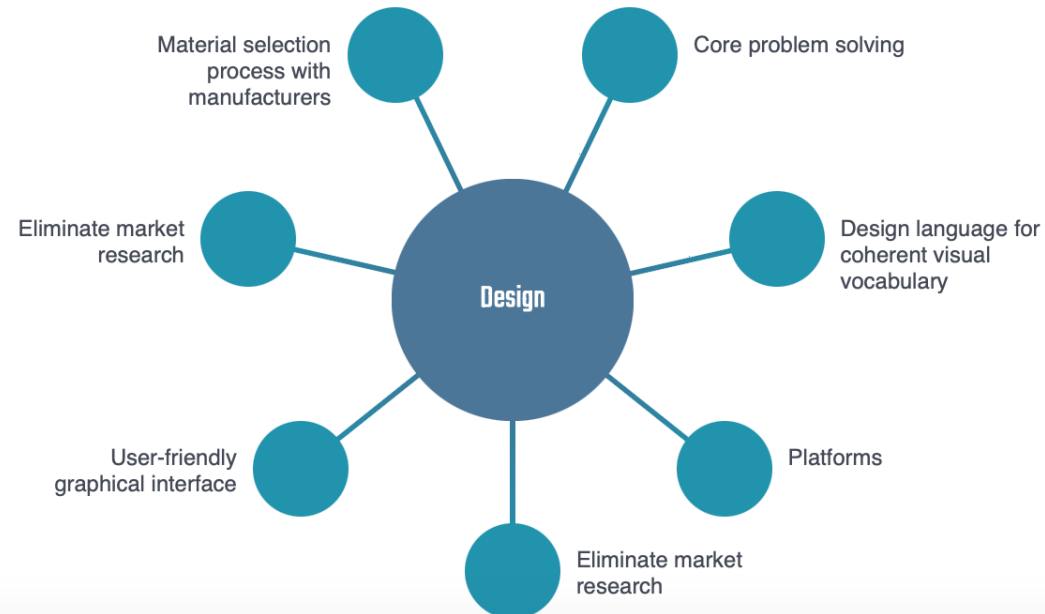 Material selection
process with
manufacturers
Core problem solving
Eliminate market
research
Design language for
coherent visual
vocabulary
Design
User-friendly
graphical interface
Platforms
Eliminate market
research